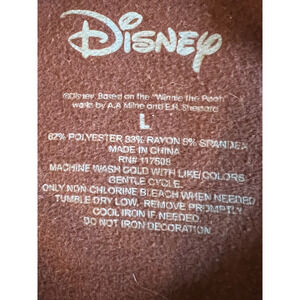 Disney
©Disney. Based on the "Winnie the Pooh"
works by A.A Milne and E.H. Shepard
L
62% POLYESTER 33% RAYON 5% SPANDEX
MADE IN CHINA
RN# 117508
MACHINE WASH COLD WITH LIKE COLORS
GENTLE CYCLE.
ONLY NON-CHLORINE BLEACH WHEN NEEDED
TUMBLE DRY LOW, REMOVE PROMPTLY
COOL IRON IF NEEDED.
DO NOT IRON DECORATION.